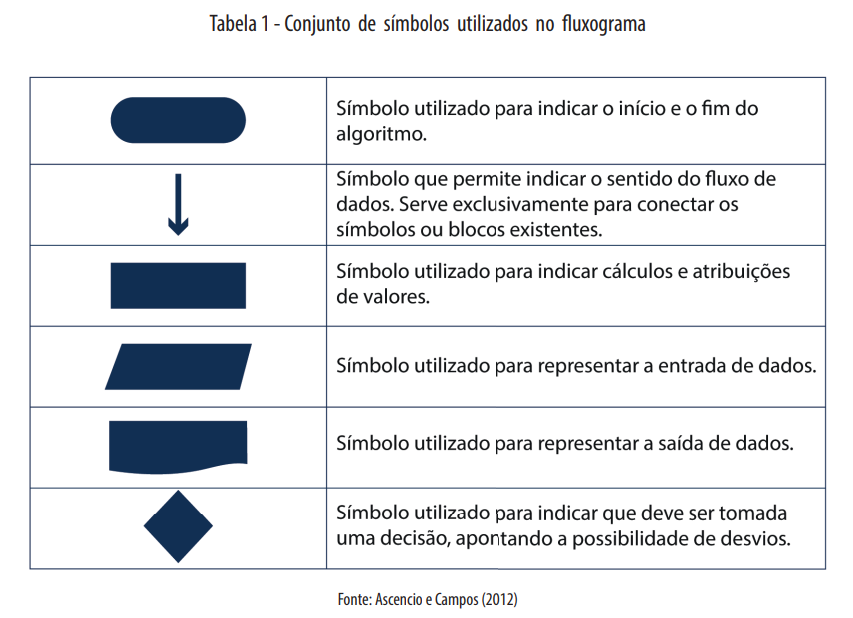 Tabela 1 - Conjunto de símbolos utilizados no fluxograma
Símbolo utilizado para indicar o início e o fim do
algoritmo.
Símbolo que permite indicar o sentido do fluxo de
dados. Serve exclusivamente para conectar os
símbolos ou blocos existentes.
Símbolo utilizado para indicar cálculos e atribuições
de valores.
Símbolo utilizado para representar a entrada de dados.
Símbolo utilizado para representar a saída de dados.
Símbolo utilizado para indicar que deve ser tomada
uma decisão, apontando a possibilidade de desvios.
Fonte: Ascencio e Campos (2012)